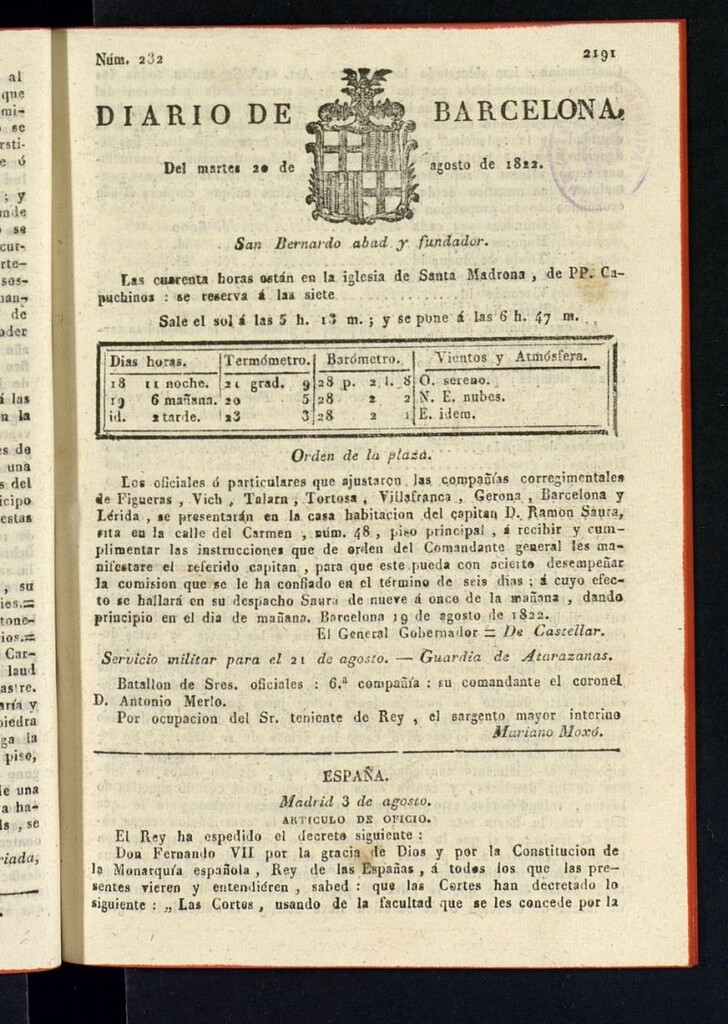 Núm. 232
2191
DIARIO DE BARCELONA,
Del martes 20 de agosto de 1822.
San Bernardo abad y fundador.
Las cuarenta horas están en la iglesia de Santa Madrona, de PP. Ca-
puchinos : se reserva á las siete
Sale el sol á las 5 h. 13 m. ; y se pone á las 6 h. 47 m.
Dias horas. Termómetro. Barómetro. Vientos y Atmósfera.
18 11 noche. 21 grad. 9 28 p. 2 l. 8 O. sereno.
19 6 mañana. 20 5 28 2 2 N. E. nubes.
id. 2 tarde. 23 3 28 2 1 E. idem.
Orden de la plaza.
Los oficiales ó particulares que ajustaron las compañías corregimentales
de Figueras , Vich , Talarn , Tortosa , Villafranca , Gerona , Barcelona y
Lérida , se presentarán en la casa habitacion del capitan D. Ramon Saura,
sita en la calle del Carmen , núm. 48 , piso principal , á recibir y cum-
plimentar las instrucciones que de orden del Comandante general les ma-
nifestare el referido capitan , para que este pueda con acierto desempeñar
la comision que se le ha confiado en el término de seis dias ; á cuyo efec-
to se hallará en su despacho Saura de nueve á once de la mañana , dando
principio en el dia de mañana. Barcelona 19 de agosto de 1822.
El General Gobernador = De Castellar.
Servicio militar para el 21 de agosto. — Guardia de Atarazanas.
Batallon de Sres. oficiales : 6.ª compañía : su comandante el coronel
D. Antonio Merlo.
Por ocupacion del Sr. teniente de Rey , el sargento mayor interino
Mariano Moxó.
ESPAÑA.
Madrid 3 de agosto.
ARTICULO DE OFICIO.
El Rey ha espedido el decreto siguiente :
Don Fernando VII por la gracia de Dios y por la Constitucion de
la Monarquía española , Rey de las Españas , á todos los que las pre-
sentes vieren y entendiéren , sabed : que las Cortes han decretado lo
siguiente : „ Las Cortes , usando de la facultad que se les concede por la